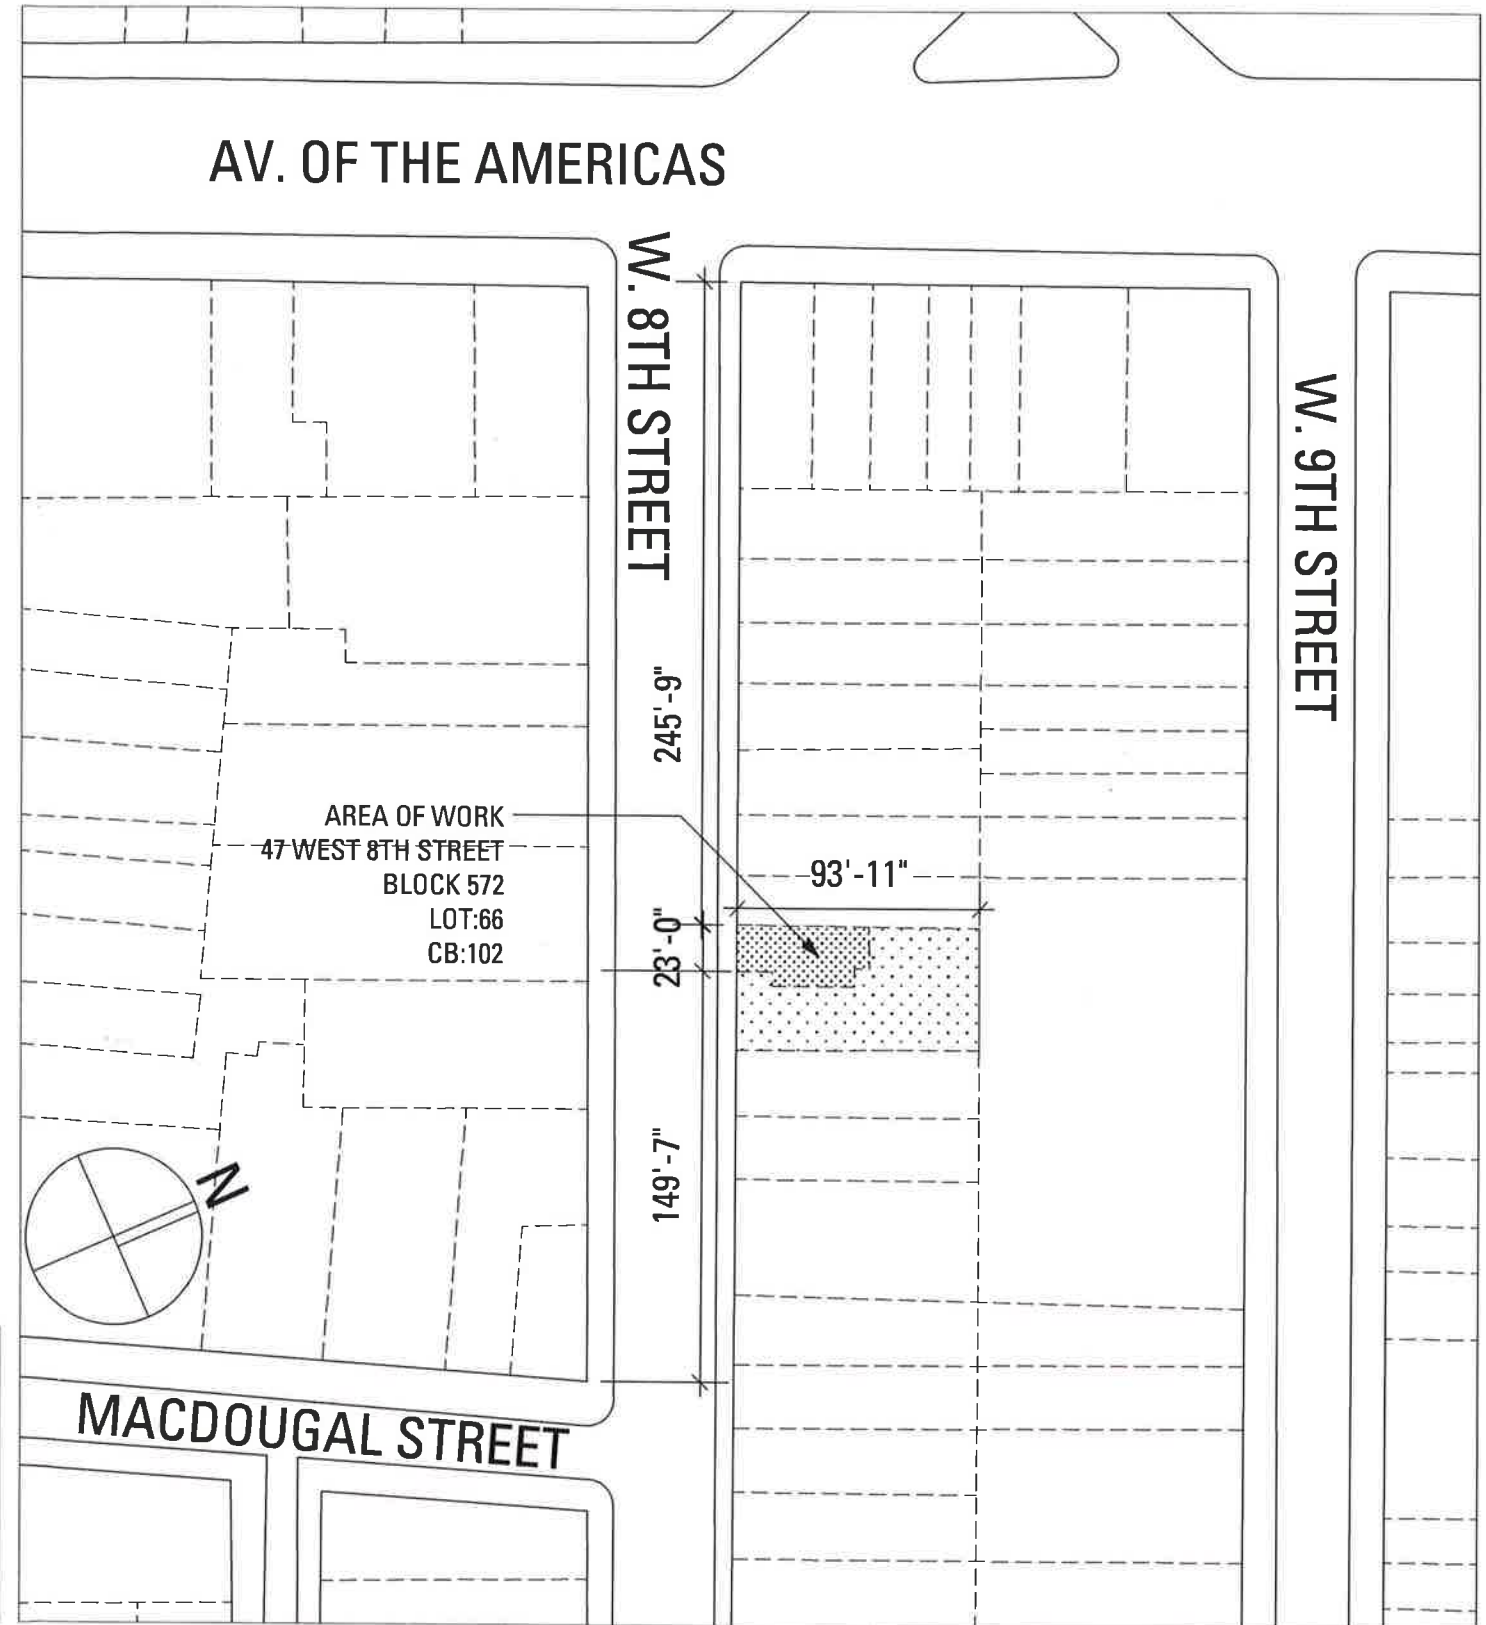 AV. OF THE AMERICAS
W. 8TH STREET
W. 9TH STREET
245'-9"
AREA OF WORK
47 WEST 8TH STREET
BLOCK 572
LOT:66
CB:102
93'-11"
23'-0"
149'-7"
N
MACDOUGAL STREET